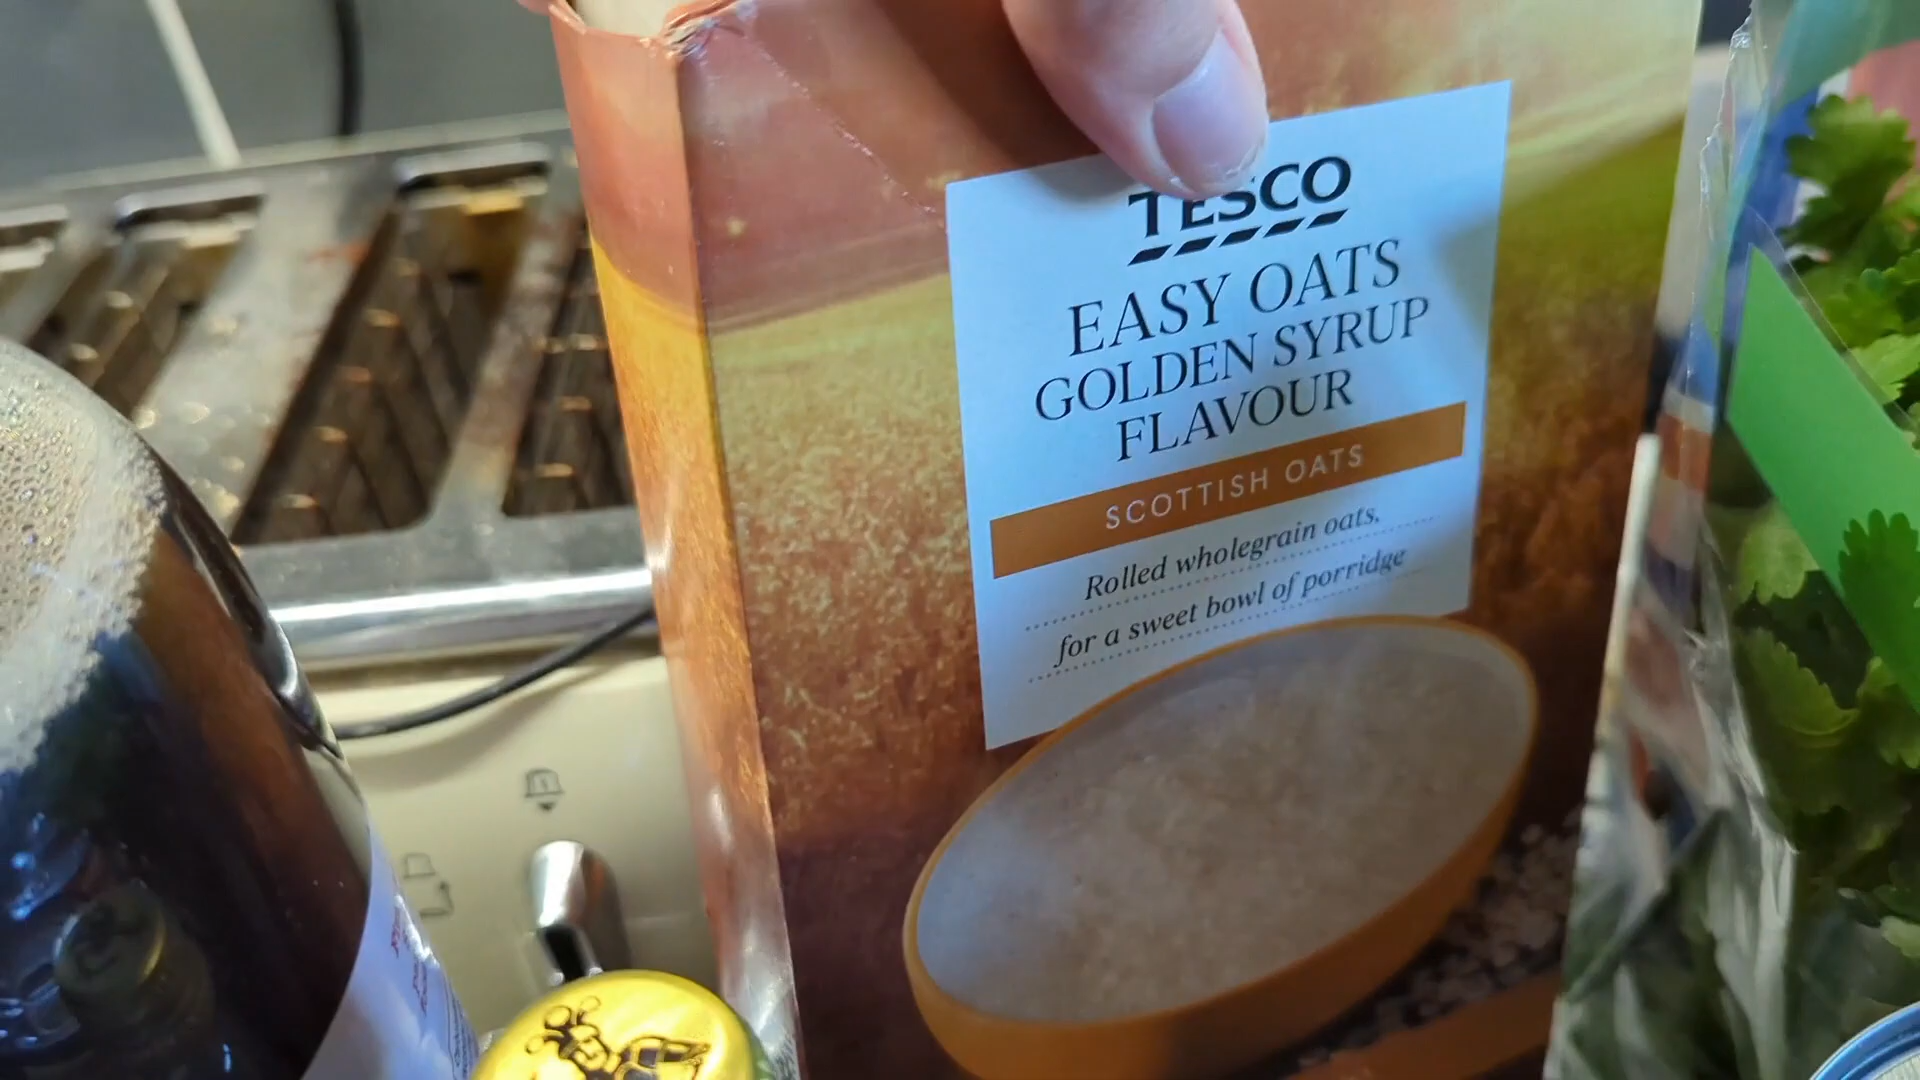 TESCO
EASY OATS
GOLDEN SYRUP
FLAVOUR
SCOTTISH OATS
Rolled wholegrain oats,
for a sweet bowl of porridge